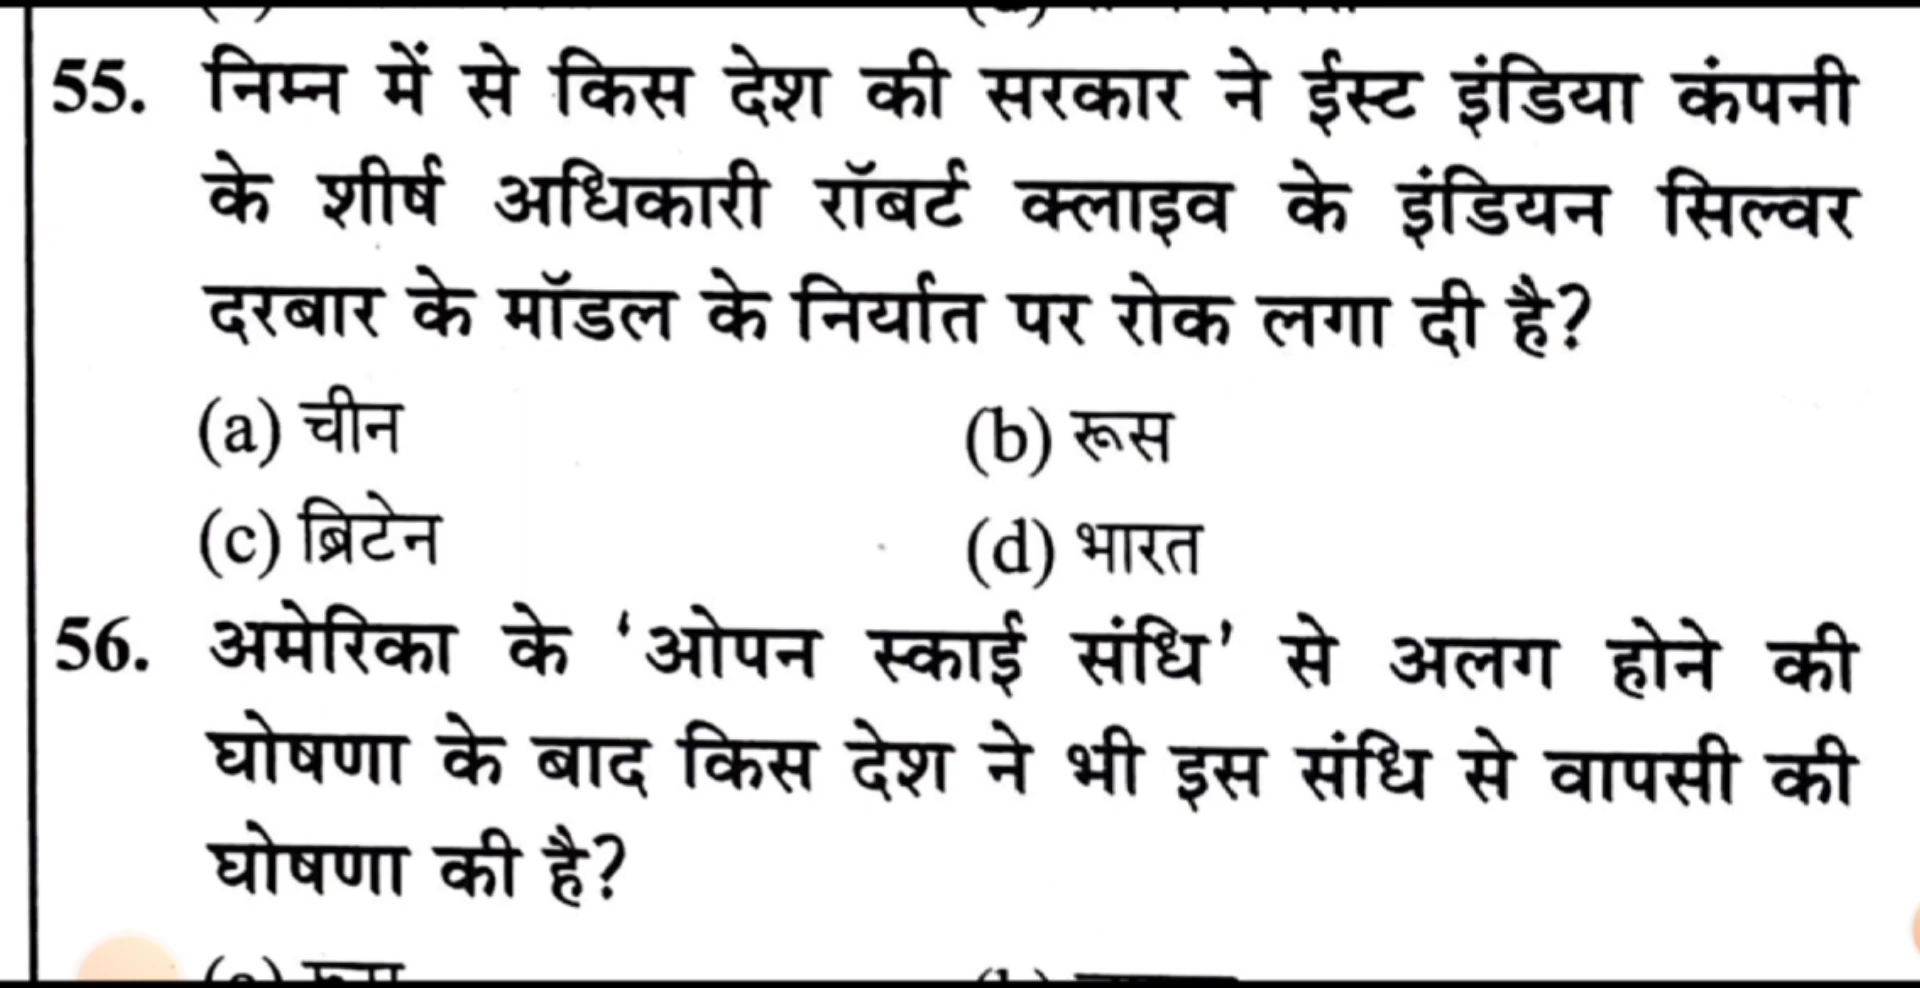 55. निम्न में से किस देश की सरकार ने ईस्ट इंडिया कंपनी
के शीर्ष अधिकारी रॉबर्ट क्लाइव के इंडियन सिल्वर
दरबार के मॉडल के निर्यात पर रोक लगा दी है?
(a) चीन (b) रूस
(c) ब्रिटेन (d) भारत
56. अमेरिका के ‘ओपन स्काई संधि’ से अलग होने की
घोषणा के बाद किस देश ने भी इस संधि से वापसी की
घोषणा की है?